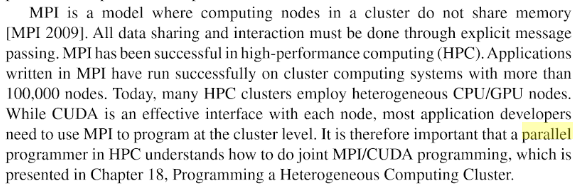 MPI is a model where computing nodes in a cluster do not share memory
[MPI 2009]. All data sharing and interaction must be done through explicit message
passing. MPI has been successful in high-performance computing (HPC). Applications
written in MPI have run successfully on cluster computing systems with more than
100,000 nodes. Today, many HPC clusters employ heterogeneous CPU/GPU nodes.
While CUDA is an effective interface with each node, most application developers
need to use MPI to program at the cluster level. It is therefore important that a parallel
programmer in HPC understands how to do joint MPI/CUDA programming, which is
presented in Chapter 18, Programming a Heterogeneous Computing Cluster.